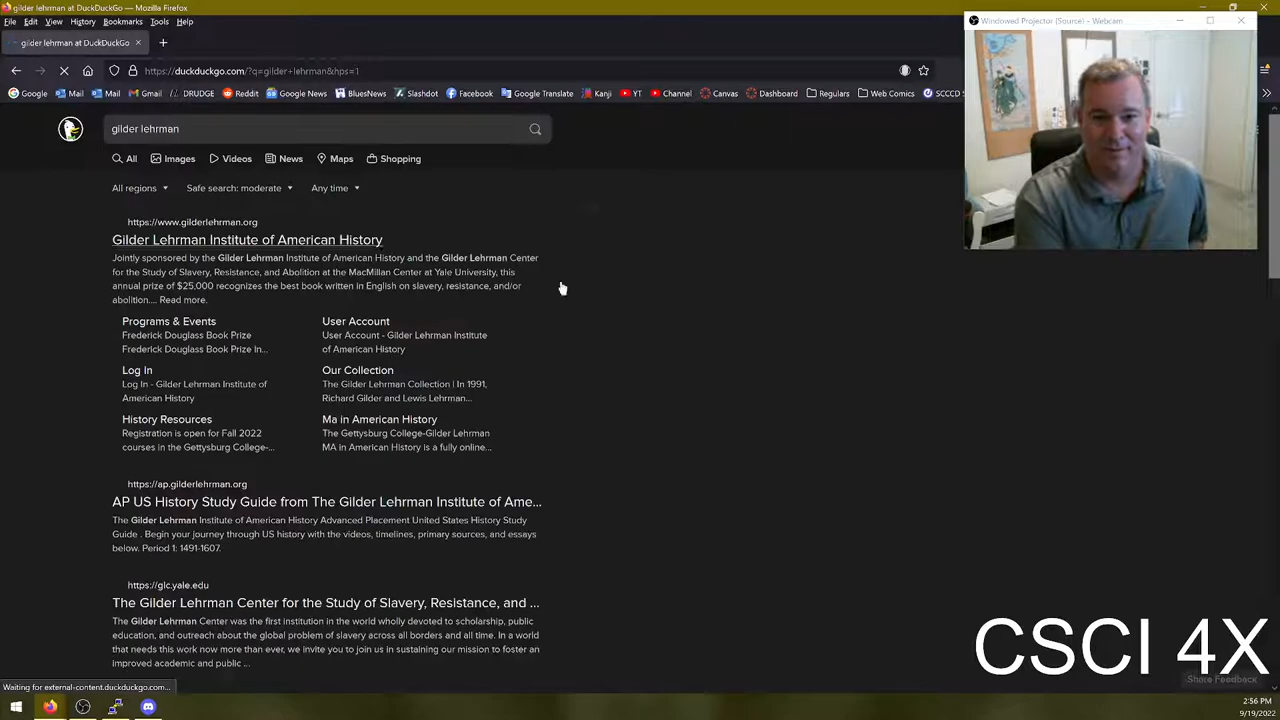 gilder lehrman at DuckDuckGo — Mozilla Firefox
File Edit View History Bookmarks Tools Help
gilder lehrman at DuckDuckGo
https://duckduckgo.com/?q=gilder+lehrman&hps=1
Google Mail Mail Gmail DRUDGE Reddit Google News BluesNews Slashdot Facebook Google Translate Kanji YT Channel Canvas Dashboard Regulars Web Comics SCCCD S
Windowed Projector (Source) - Webcam
gilder lehrman
All Images Videos News Maps Shopping
All regions Safe search: moderate Any time
https://www.gilderlehrman.org
Gilder Lehrman Institute of American History
Jointly sponsored by the Gilder Lehrman Institute of American History and the Gilder Lehrman Center
for the Study of Slavery, Resistance, and Abolition at the MacMillan Center at Yale University, this
annual prize of $25,000 recognizes the best book written in English on slavery, resistance, and/or
abolition.... Read more.
Programs & Events
Frederick Douglass Book Prize
Frederick Douglass Book Prize In...
User Account
User Account - Gilder Lehrman Institute
of American History
Log In
Log In - Gilder Lehrman Institute of
American History
Our Collection
The Gilder Lehrman Collection | In 1991,
Richard Gilder and Lewis Lehrman...
History Resources
Registration is open for Fall 2022
courses in the Gettysburg College-...
Ma in American History
The Gettysburg College-Gilder Lehrman
MA in American History is a fully online...
https://ap.gilderlehrman.org
AP US History Study Guide from The Gilder Lehrman Institute of Ame...
The Gilder Lehrman Institute of American History Advanced Placement United States History Study
Guide . Begin your journey through US history with the videos, timelines, primary sources, and essays
below. Period 1: 1491-1607.
https://glc.yale.edu
The Gilder Lehrman Center for the Study of Slavery, Resistance, and ...
The Gilder Lehrman Center was the first institution in the world wholly devoted to scholarship, public
education, and outreach about the global problem of slavery across all borders and all time. In a world
that needs this work now more than ever, we invite you to join us in sustaining our mission to foster an
improved academic and public ...
CSCI 4X
Share Feedback
Waiting for external-content.duckduckgo.com...
2:56 PM
9/19/2022